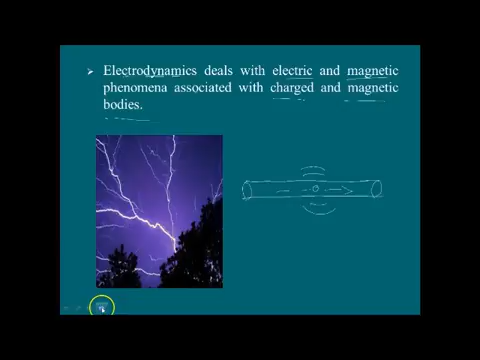 Electrodynamics deals with electric and magnetic
phenomena associated with charged and magnetic
bodies.